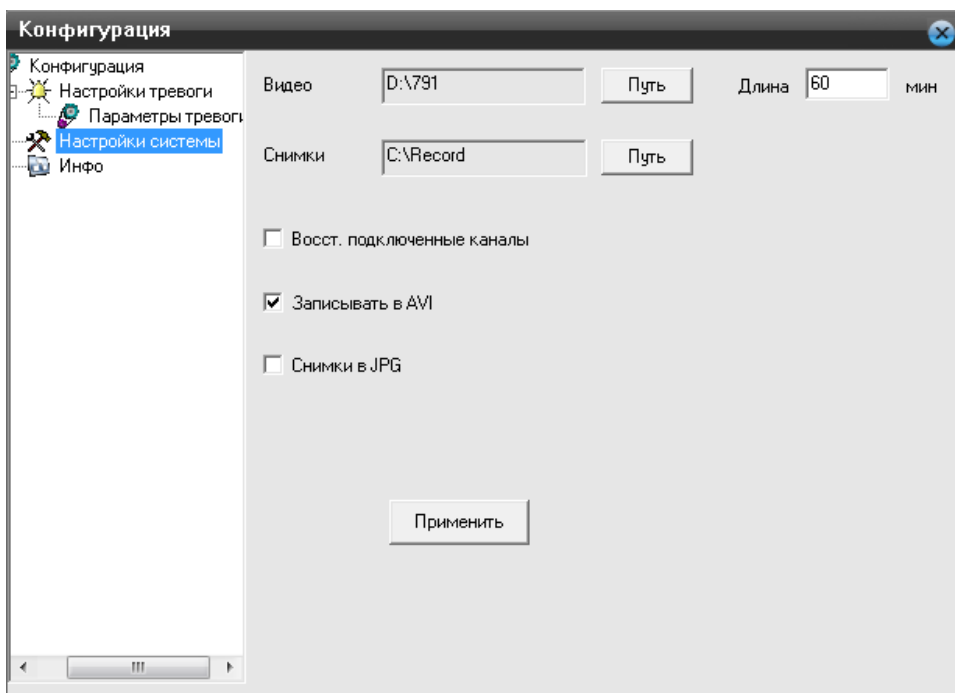 Конфигурация
Конфигурация
Настройки тревоги
Параметры тревоги
Настройки системы
Инфо
Видео D:\791 Путь Длина 60 мин
Снимки C:\Record Путь
Восст. подключенные каналы
Записывать в AVI
Снимки в JPG
Применить